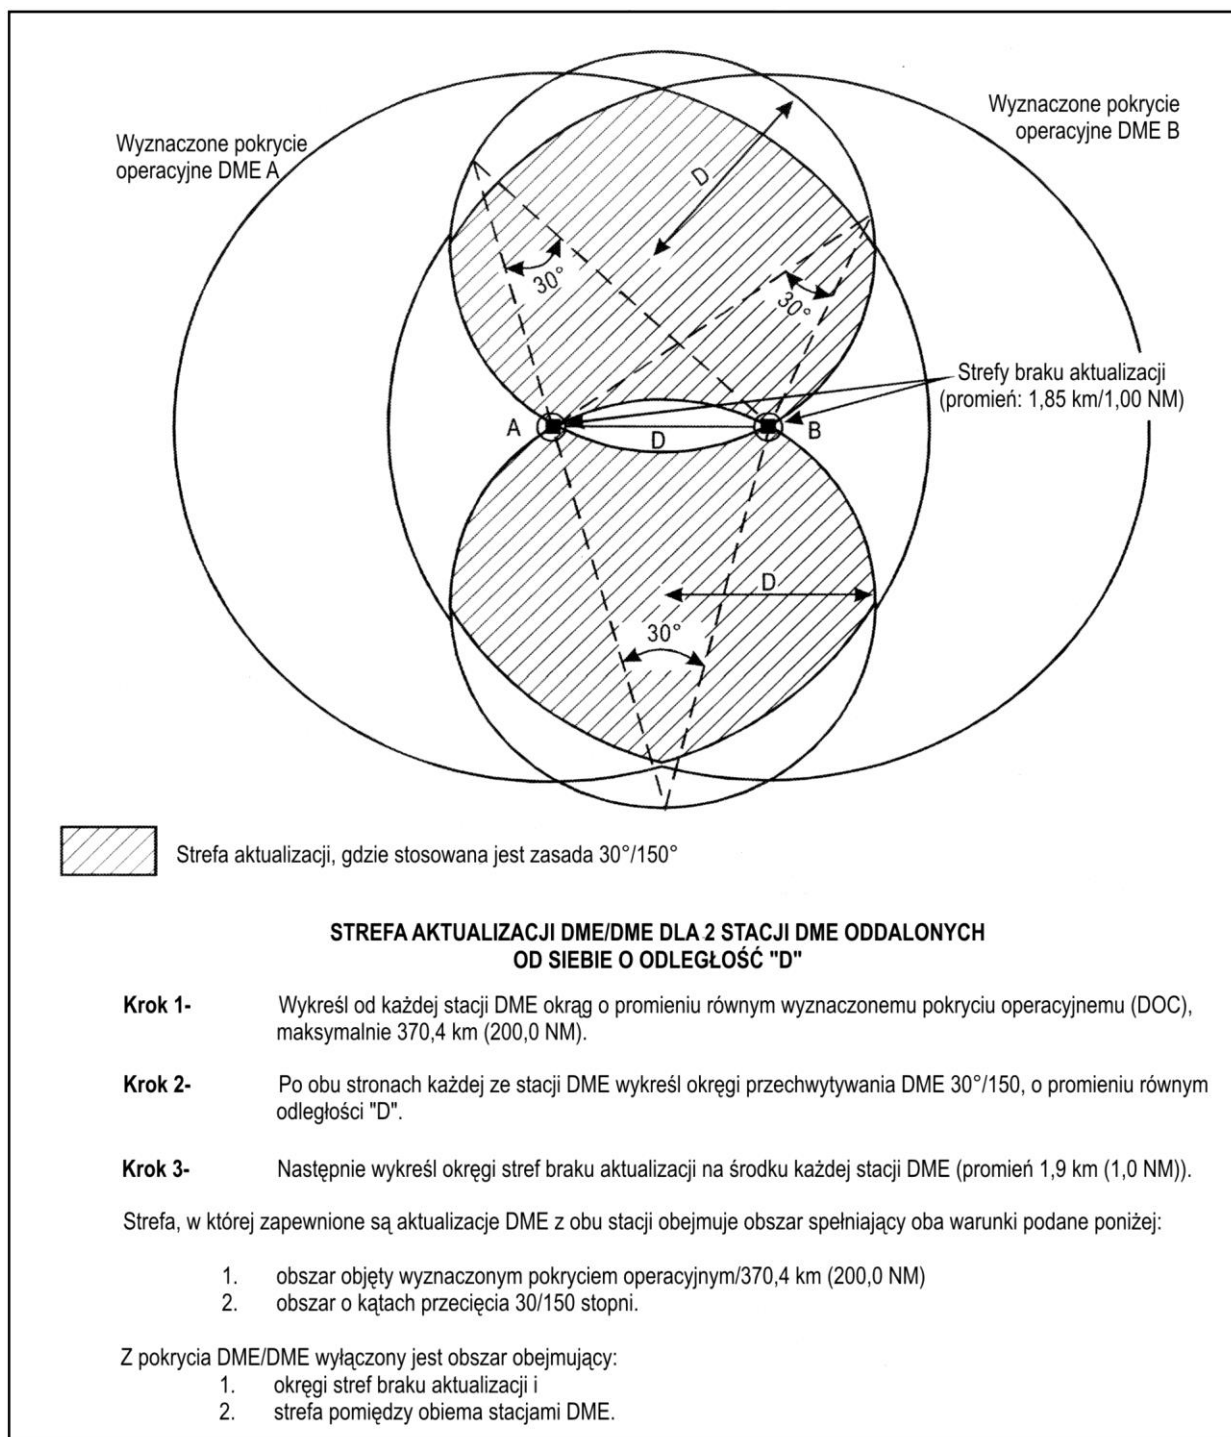 Wyznaczone pokrycie
operacyjne DME A
Wyznaczone pokrycie
operacyjne DME B
D
30°
30°
Strefy braku aktualizacji
(promień: 1,85 km/1,00 NM)
A
D
B
D
30°
Strefa aktualizacji, gdzie stosowana jest zasada 30°/150°
STREFA AKTUALIZACJI DME/DME DLA 2 STACJI DME ODDALONYCH
OD SIEBIE O ODLEGŁOŚĆ "D"
Krok 1- Wykreśl od każdej stacji DME okrąg o promieniu równym wyznaczonemu pokryciu operacyjnemu (DOC),
maksymalnie 370,4 km (200,0 NM).
Krok 2- Po obu stronach każdej ze stacji DME wykreśl okręgi przechwytywania DME 30°/150, o promieniu równym
odległości "D".
Krok 3- Następnie wykreśl okręgi stref braku aktualizacji na środku każdej stacji DME (promień 1,9 km (1,0 NM)).
Strefa, w której zapewnione są aktualizacje DME z obu stacji obejmuje obszar spełniający oba warunki podane poniżej:
1. obszar objęty wyznaczonym pokryciem operacyjnym/370,4 km (200,0 NM)
2. obszar o kątach przecięcia 30/150 stopni.
Z pokrycia DME/DME wyłączony jest obszar obejmujący:
1. okręgi stref braku aktualizacji i
2. strefa pomiędzy obiema stacjami DME.